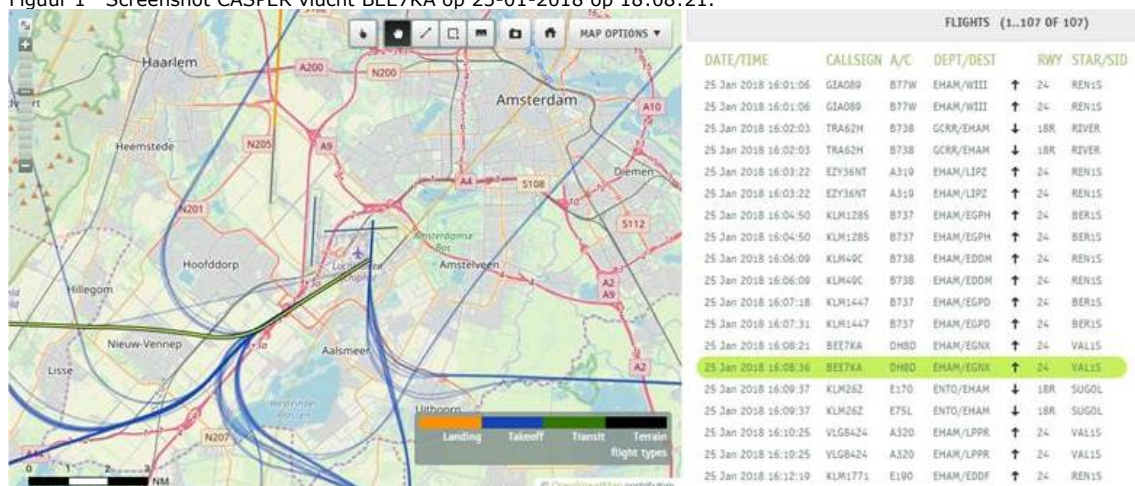 Figuur 1 Screenshot CASPER vlucht BEE7KA op 25-01-2018 op 18:08:21.
MAP OPTIONS ▼
Haarlem
A200
N200
Amsterdam
A10
Heemstede
N205
A9
A4
S108
Diemen
N201
S112
Amsterdamse
Bos
Hoofddorp
Amstelveen
A2
A9
Hillegom
Nieuw-Vennep
Aalsmeer
Lisse
A2
Uithoorn
N207
Landing
Takeoff
Transit
Terrain
flight types
0 1 2 3
NM
© OpenStreetMap contributors
FLIGHTS (1..107 OF 107)
DATE/TIME CALLSIGN A/C DEPT/DEST RWY STAR/SID
25 Jan 2018 16:01:06 GIA089 B77W EHAM/WIII ↑ 24 REN1S
25 Jan 2018 16:01:06 GIA089 B77W EHAM/WIII ↑ 24 REN1S
25 Jan 2018 16:02:03 TRA62H B738 GCRR/EHAM ↓ 18R RIVER
25 Jan 2018 16:02:03 TRA62H B738 GCRR/EHAM ↓ 18R RIVER
25 Jan 2018 16:03:22 EZY36NT A319 EHAM/LIPZ ↑ 24 REN1S
25 Jan 2018 16:03:22 EZY36NT A319 EHAM/LIPZ ↑ 24 REN1S
25 Jan 2018 16:04:50 KLM1285 B737 EHAM/EGPH ↑ 24 BER1S
25 Jan 2018 16:04:50 KLM1285 B737 EHAM/EGPH ↑ 24 BER1S
25 Jan 2018 16:06:09 KLM49C B738 EHAM/EDDM ↑ 24 REN1S
25 Jan 2018 16:06:09 KLM49C B738 EHAM/EDDM ↑ 24 REN1S
25 Jan 2018 16:07:18 KLM1447 B737 EHAM/EGPD ↑ 24 BER1S
25 Jan 2018 16:07:31 KLM1447 B737 EHAM/EGPD ↑ 24 BER1S
25 Jan 2018 16:08:21 BEE7KA DH8D EHAM/EGNX ↑ 24 VAL1S
25 Jan 2018 16:08:36 BEE7KA DH8D EHAM/EGNX ↑ 24 VAL1S
25 Jan 2018 16:09:37 KLM26Z E170 ENTO/EHAM ↓ 18R SUGOL
25 Jan 2018 16:09:37 KLM26Z E75L ENTO/EHAM ↓ 18R SUGOL
25 Jan 2018 16:10:25 VLG8424 A320 EHAM/LPPR ↑ 24 VAL1S
25 Jan 2018 16:10:25 VLG8424 A320 EHAM/LPPR ↑ 24 VAL1S
25 Jan 2018 16:12:19 KLM1771 E190 EHAM/EDDF ↑ 24 REN1S